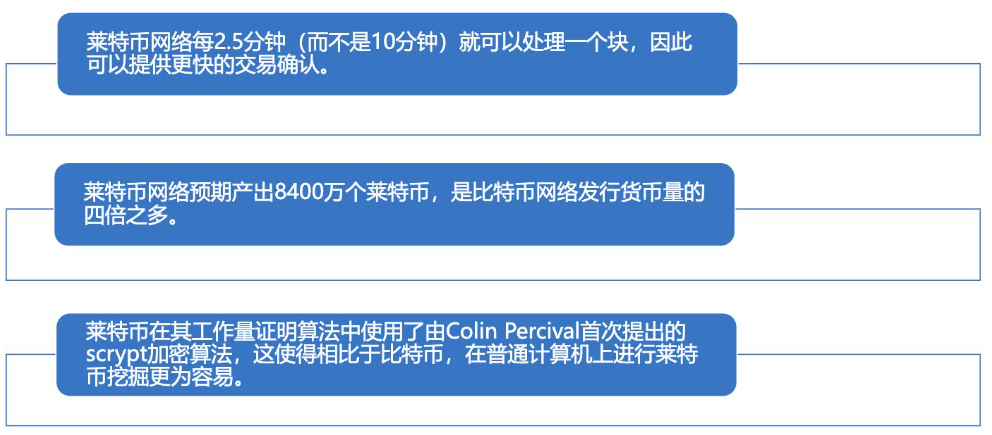 莱特币网络每2.5分钟（而不是10分钟）就可以处理一个块，因此
可以提供更快的交易确认。
莱特币网络预期产出8400万个莱特币，是比特币网络发行货币量的
四倍之多。
莱特币在其工作量证明算法中使用了由Colin Percival首次提出的
scrypt加密算法，这使得相比于比特币，在普通计算机上进行莱特
币挖掘更为容易。